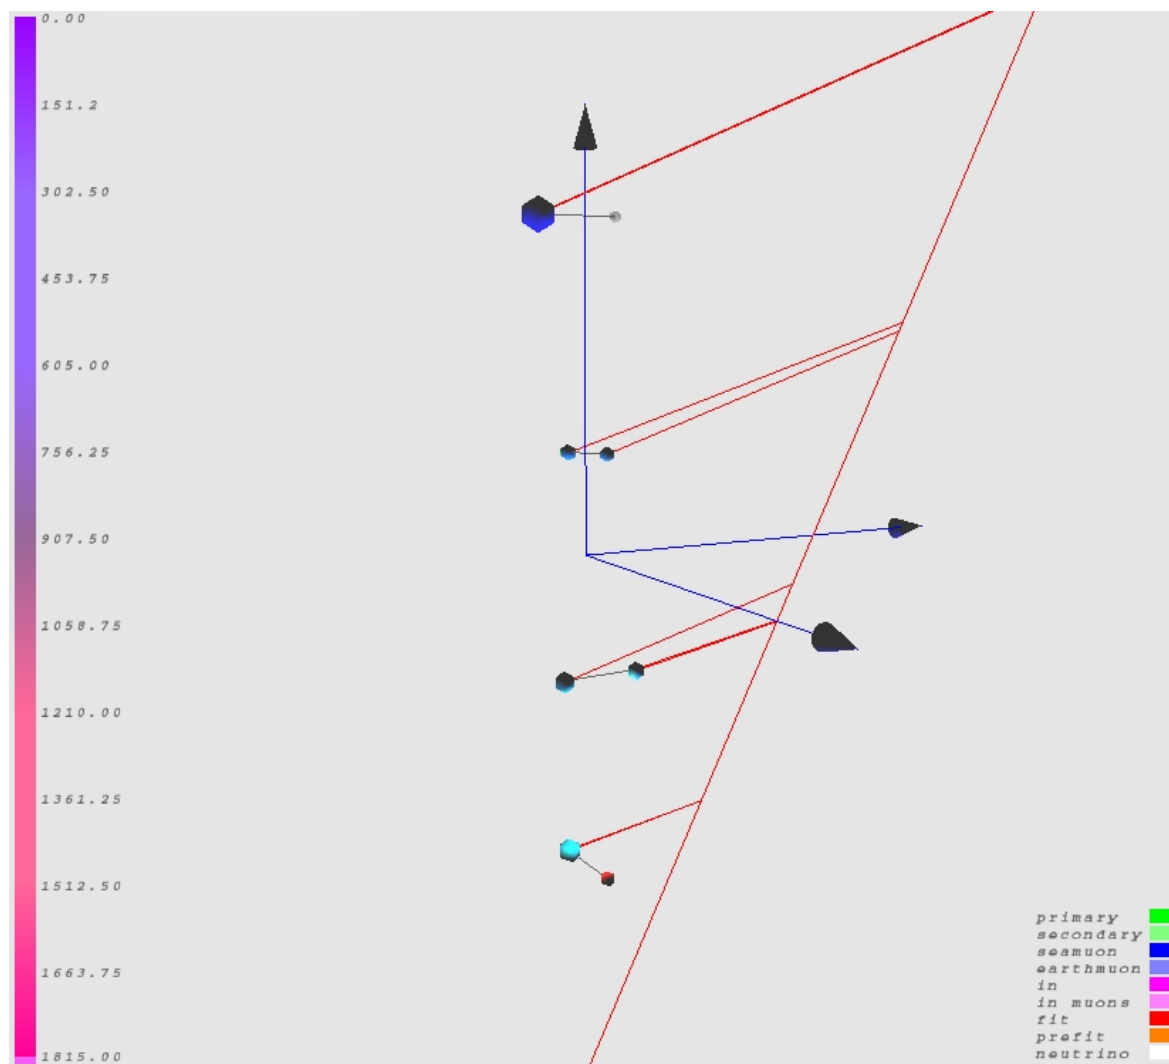 0.00
151.2
302.50
453.75
605.00
756.25
907.50
1058.75
1210.00
1361.25
1512.50
1663.75
1815.00
primary
secondary
seamuon
earthmuon
in
in muons
fit
prefit
neutrino